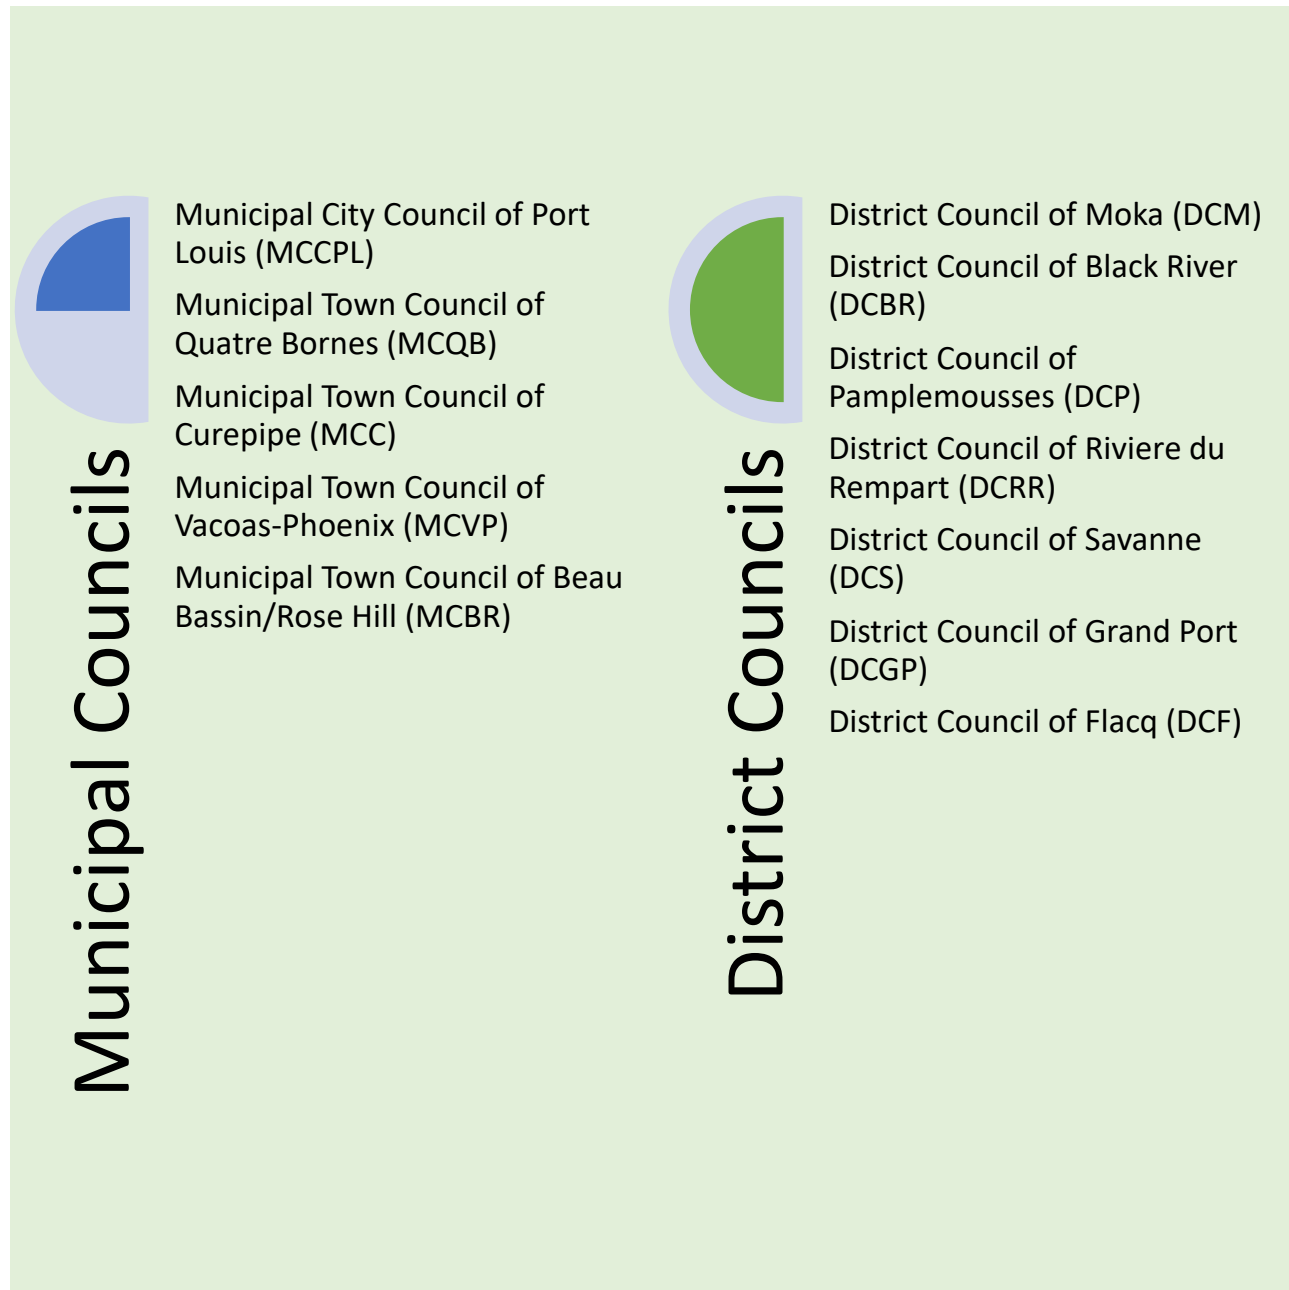 Municipal Councils
Municipal City Council of Port
Louis (MCCPL)
Municipal Town Council of
Quatre Bornes (MCQB)
Municipal Town Council of
Curepipe (MCC)
Municipal Town Council of
Vacoas-Phoenix (MCVP)
Municipal Town Council of Beau
Bassin/Rose Hill (MCBR)
District Councils
District Council of Moka (DCM)
District Council of Black River
(DCBR)
District Council of
Pamplemousses (DCP)
District Council of Riviere du
Rempart (DCRR)
District Council of Savanne
(DCS)
District Council of Grand Port
(DCGP)
District Council of Flacq (DCF)